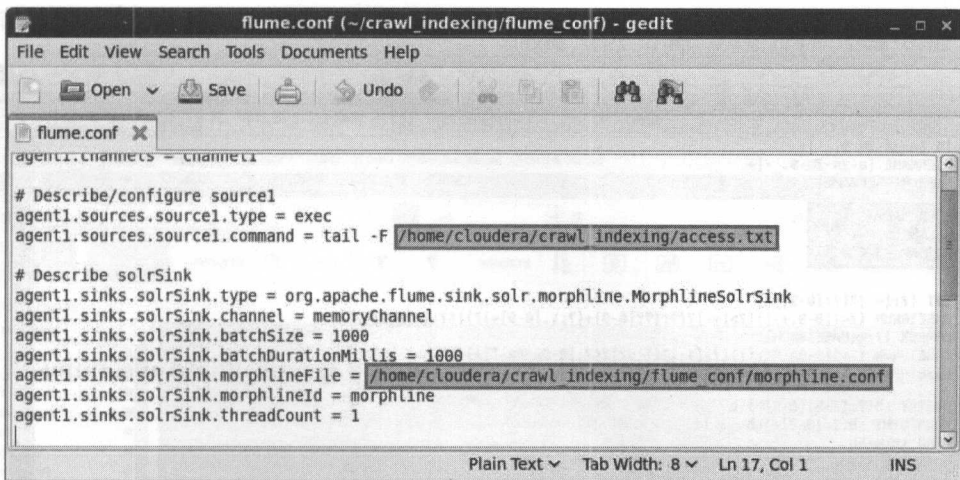 flume.conf (~/crawl_indexing/flume_conf) - gedit
File Edit View Search Tools Documents Help
Open Save Undo
flume.conf
agent1.channels = channel1
# Describe/configure source1
agent1.sources.source1.type = exec
agent1.sources.source1.command = tail -F /home/cloudera/crawl_indexing/access.txt
# Describe solrSink
agent1.sinks.solrSink.type = org.apache.flume.sink.solr.morphline.MorphlineSolrSink
agent1.sinks.solrSink.channel = memoryChannel
agent1.sinks.solrSink.batchSize = 1000
agent1.sinks.solrSink.batchDurationMillis = 1000
agent1.sinks.solrSink.morphlineFile = /home/cloudera/crawl_indexing/flume_conf/morphline.conf
agent1.sinks.solrSink.morphlineId = morphline
agent1.sinks.solrSink.threadCount = 1
Plain Text Tab Width: 8 Ln 17, Col 1 INS